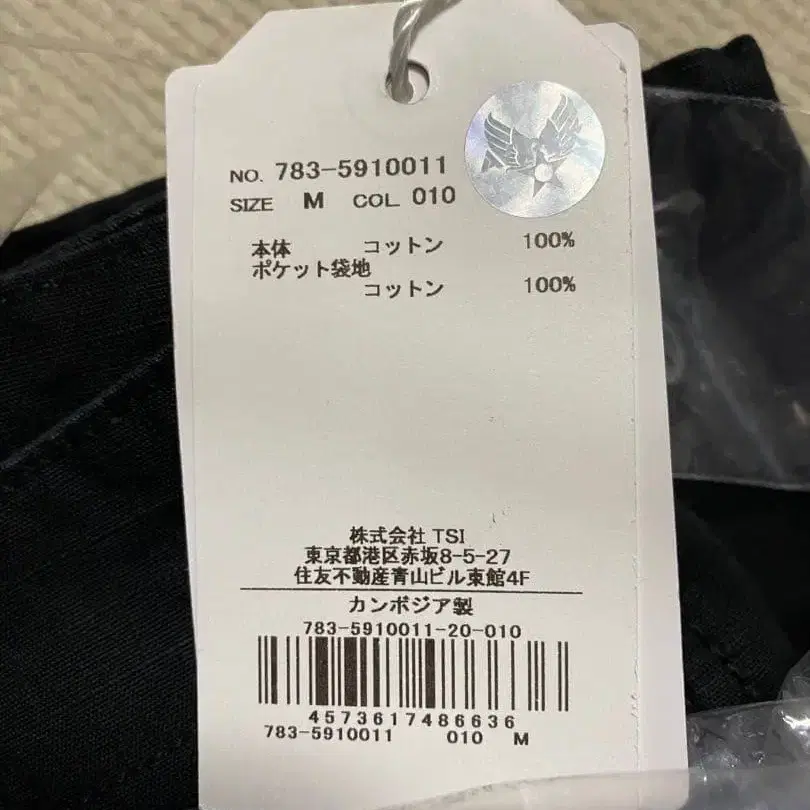 NO. 783-5910011
SIZE M COL 010
本体 コットン 100%
ポケット袋地
コットン 100%
株式会社 TSI
東京都港区赤坂8-5-27
住友不動産青山ビル東館4F
カンボジア製
783-5910011-20-010
4573617486636
783-5910011 010 M